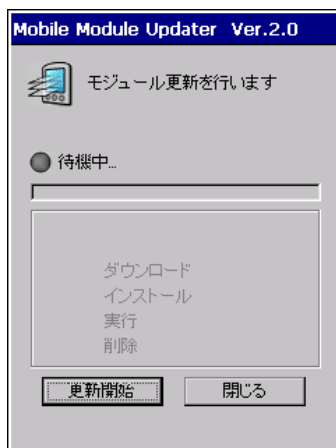 Mobile Module Updater Ver.2.0
モジュール更新を行います
待機中...
ダウンロード
インストール
実行
削除
更新開始
閉じる